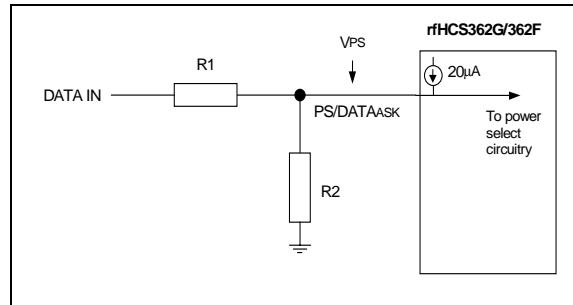 rfHCS362G/362F
VPS
R1
20µA
DATA IN
PS/DATAASK
To power
select
circuitry
R2